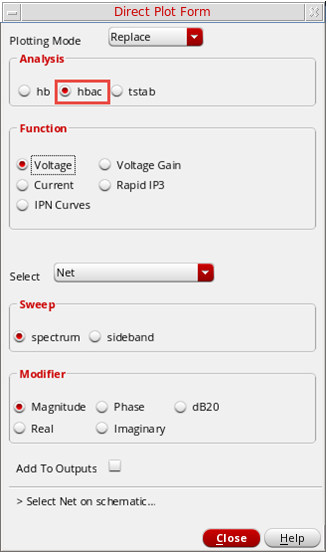 Direct Plot Form
Plotting Mode Replace
Analysis
hb hbac tstab
Function
Voltage Voltage Gain
Current Rapid IP3
IPN Curves
Select Net
Sweep
spectrum sideband
Modifier
Magnitude Phase dB20
Real Imaginary
Add To Outputs
> Select Net on schematic...
Close Help